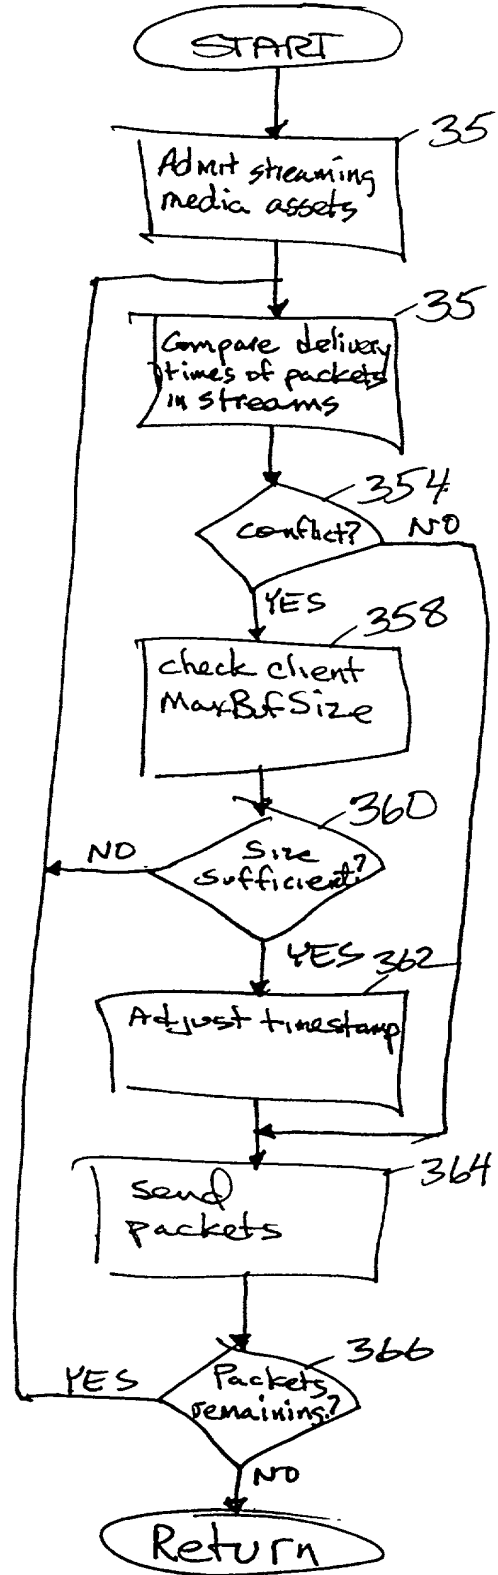 START
35
Admit streaming
media assets
35
Compare delivery
times of packets
in streams
354
conflict?
NO
YES
358
check client
MaxBufSize
360
NO
Size
sufficient?
YES
362
Adjust timestamp
364
send
packets
366
YES
Packets
remaining?
NO
Return